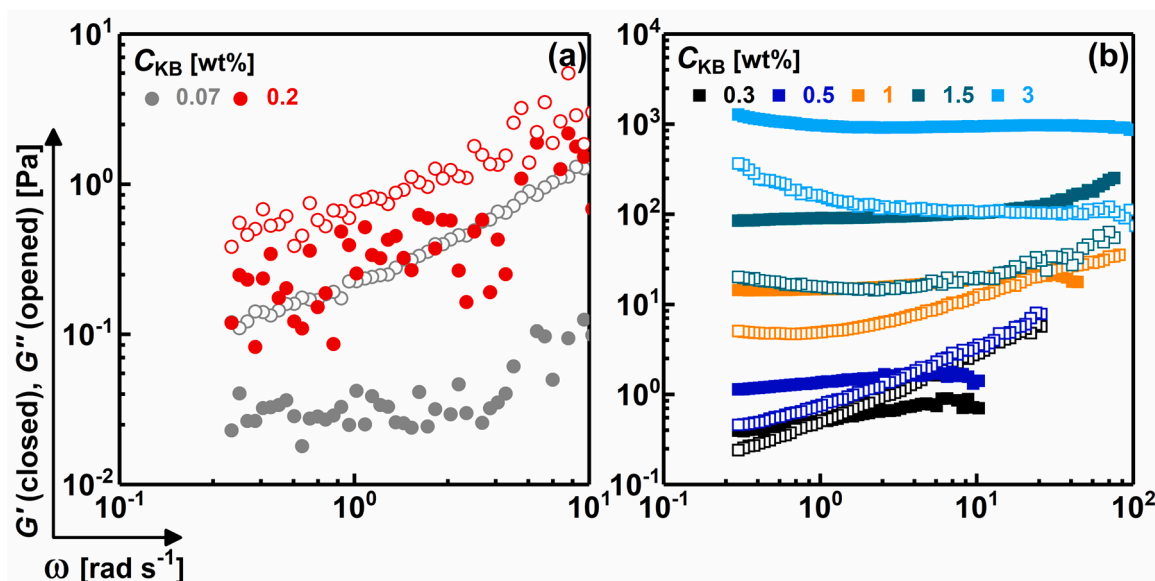 (a)
C_KB [wt%]
0.07 0.2
10^1
10^0
10^-1
10^-2
10^-1 10^0 10^1
(b)
C_KB [wt%]
0.3 0.5 1 1.5 3
10^4
10^3
10^2
10^1
10^0
10^-1
10^-1 10^0 10^1 10^2
G′ (closed), G″ (opened) [Pa]
ω [rad s^-1]